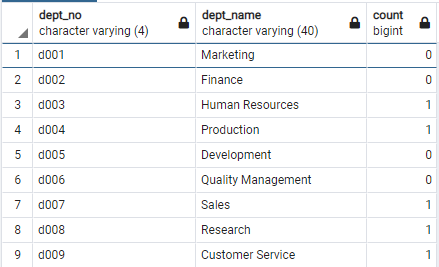 dept_no dept_name count
character varying (4) character varying (40) bigint
1 d001 Marketing 0
2 d002 Finance 0
3 d003 Human Resources 1
4 d004 Production 1
5 d005 Development 0
6 d006 Quality Management 0
7 d007 Sales 1
8 d008 Research 1
9 d009 Customer Service 1